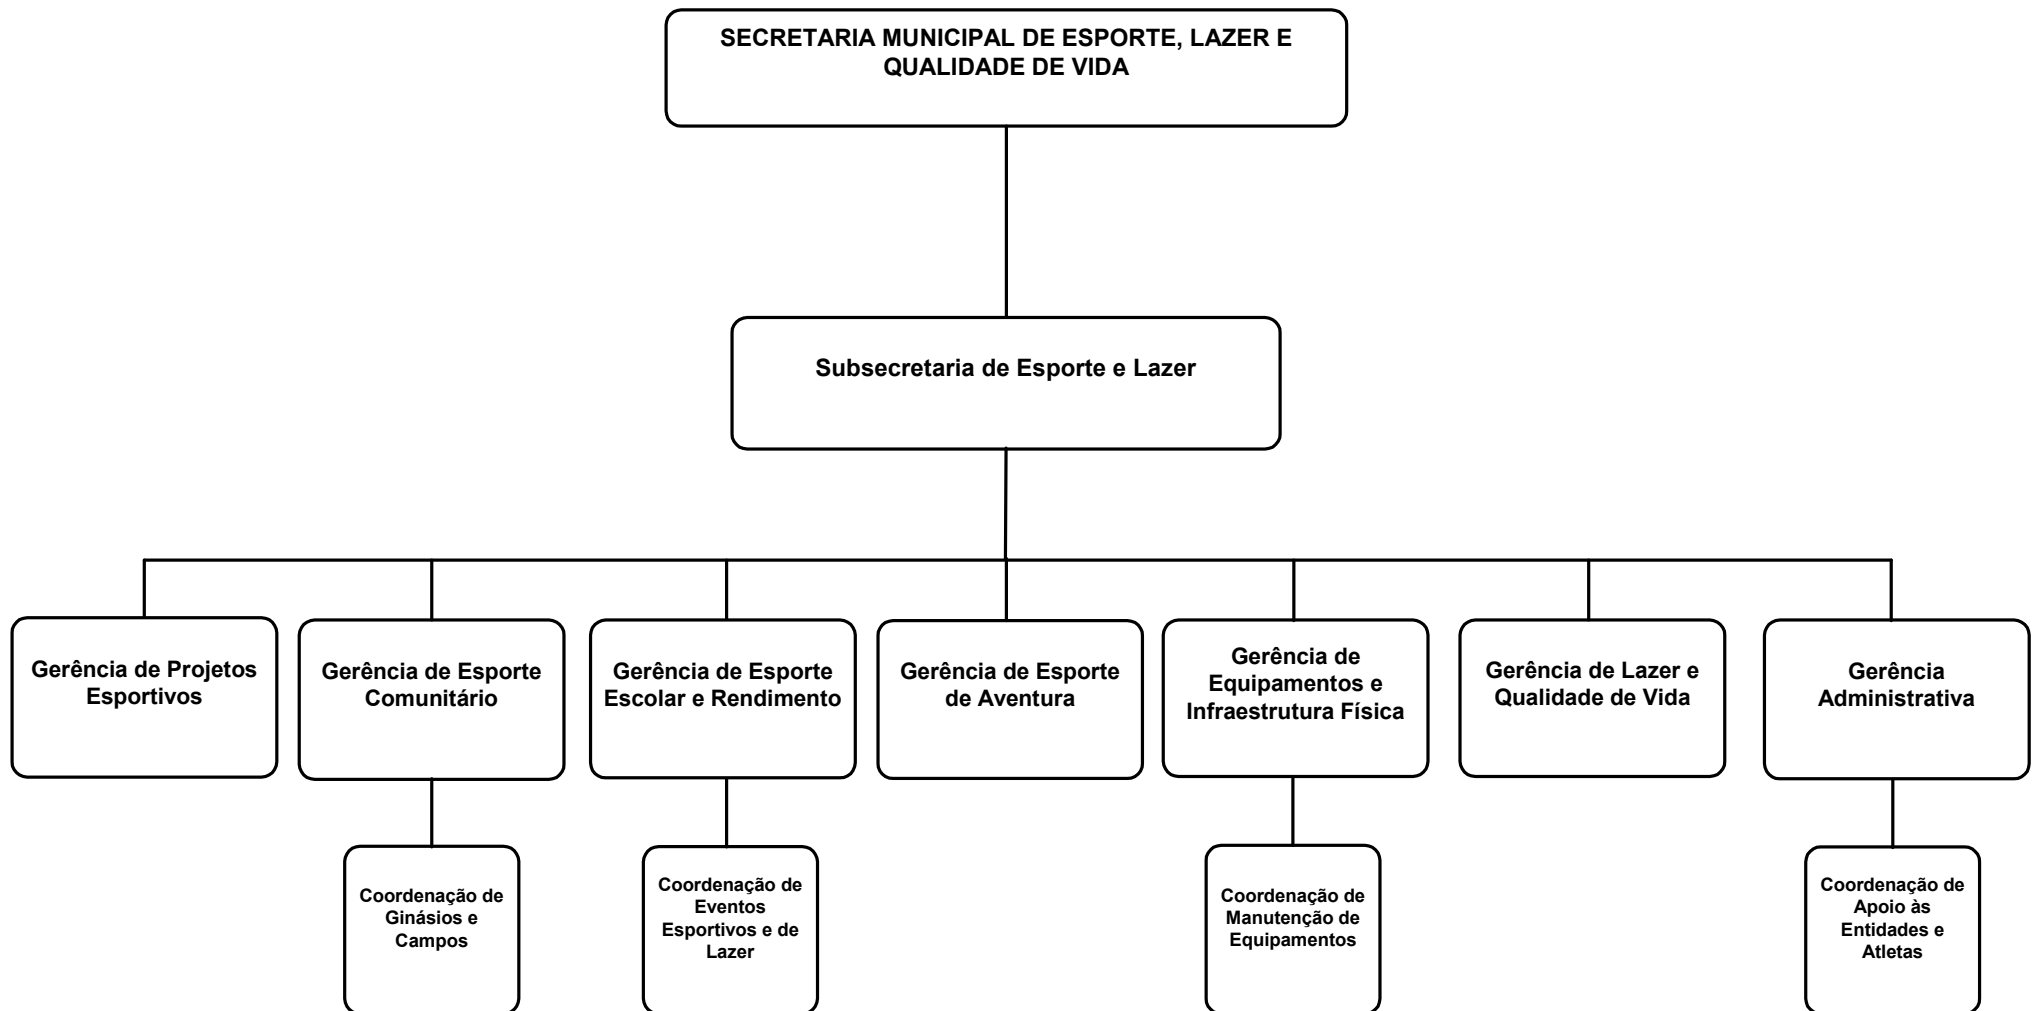 SECRETARIA MUNICIPAL DE ESPORTE, LAZER E
QUALIDADE DE VIDA
Subsecretaria de Esporte e Lazer
Gerência de Projetos
Esportivos
Gerência de Esporte
Comunitário
Gerência de Esporte
Escolar e Rendimento
Gerência de Esporte
de Aventura
Gerência de
Equipamentos e
Infraestrutura Física
Gerência de Lazer e
Qualidade de Vida
Gerência
Administrativa
Coordenação de
Ginásios e
Campos
Coordenação de
Eventos
Esportivos e de
Lazer
Coordenação de
Manutenção de
Equipamentos
Coordenação de
Apoio às
Entidades e
Atletas